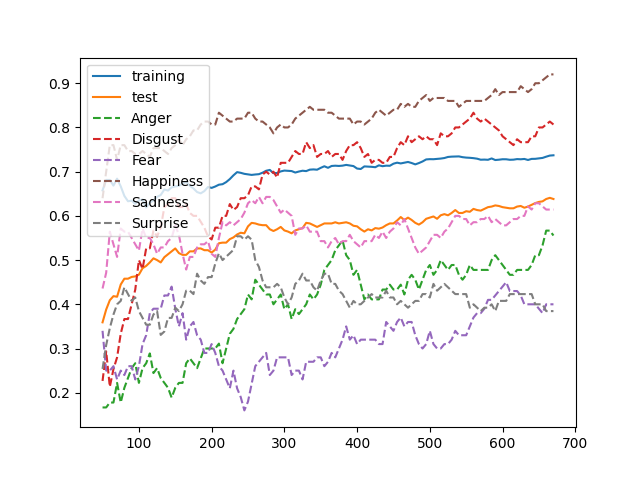 0.9
0.8
0.7
0.6
0.5
0.4
0.3
0.2
100 200 300 400 500 600 700
training
test
Anger
Disgust
Fear
Happiness
Sadness
Surprise